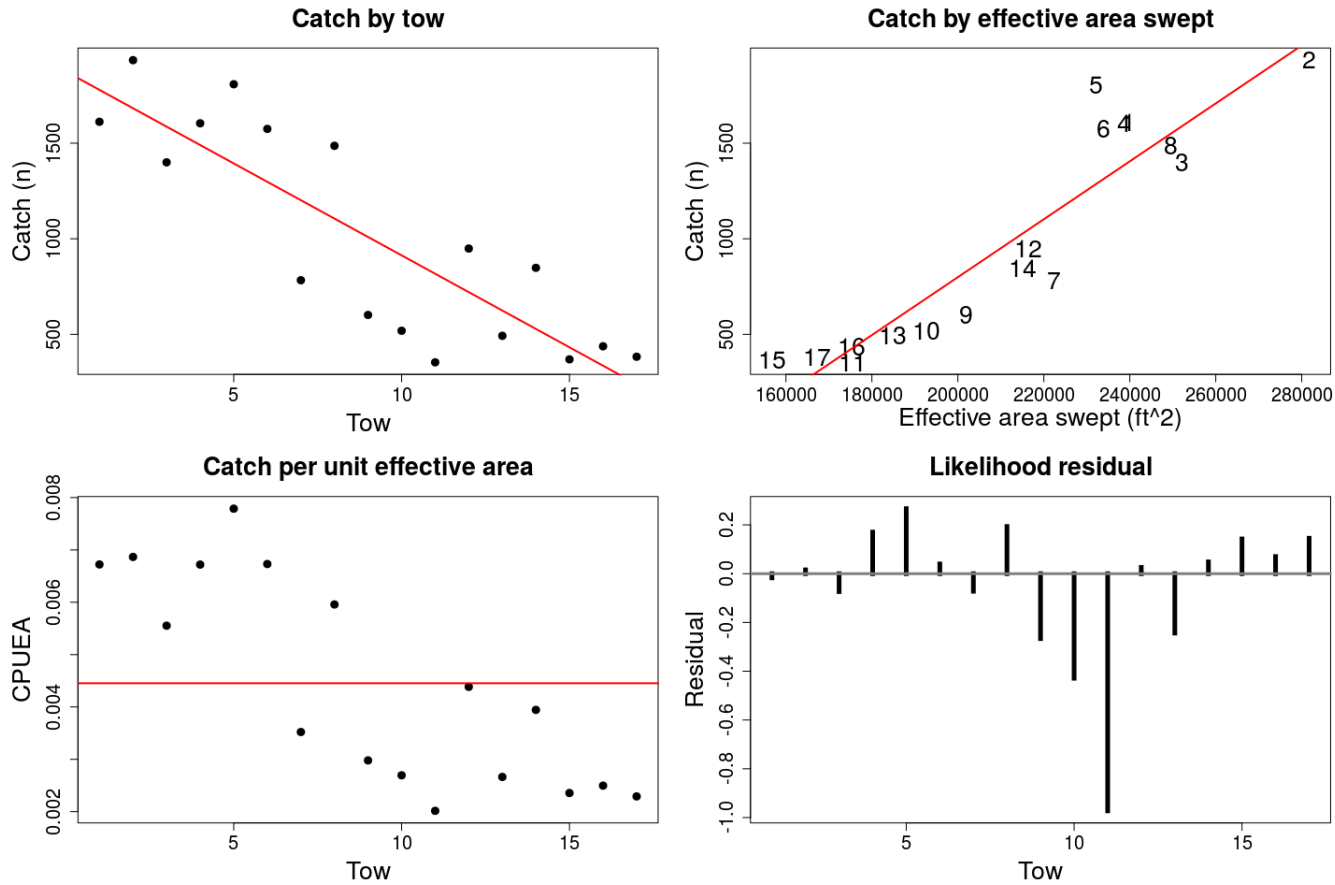 Catch by tow
Catch (n)
500 1000 1500
5 10 15
Tow
Catch by effective area swept
Catch (n)
500 1000 1500
2
5
6 4 1
8
3
12
14
7
9
10
13
16
17
15
11
160000 180000 200000 220000 240000 260000 280000
Effective area swept (ft^2)
Catch per unit effective area
CPUEA
0.002 0.004 0.006 0.008
5 10 15
Tow
Likelihood residual
Residual
-1.0 -0.8 -0.6 -0.4 -0.2 0.0 0.2
5 10 15
Tow